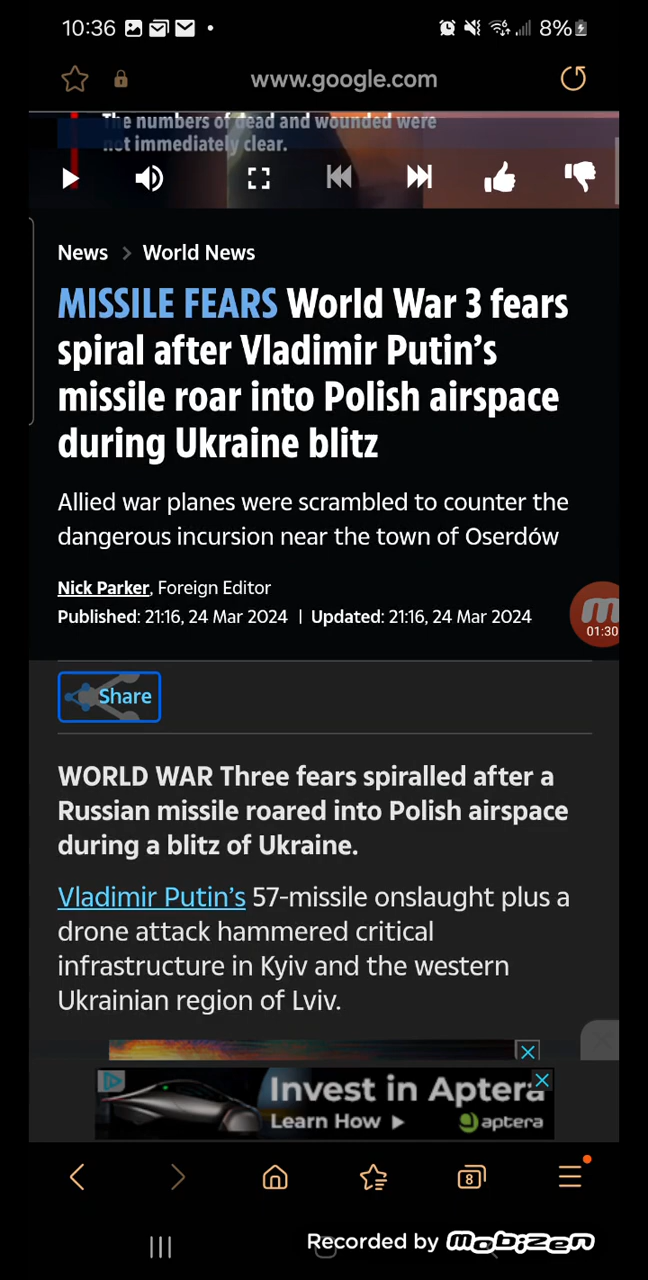 10:36
8%
www.google.com
The numbers of dead and wounded were
not immediately clear.
News > World News
MISSILE FEARS World War 3 fears
spiral after Vladimir Putin's
missile roar into Polish airspace
during Ukraine blitz
Allied war planes were scrambled to counter the
dangerous incursion near the town of Oserdów
Nick Parker, Foreign Editor
Published: 21:16, 24 Mar 2024 | Updated: 21:16, 24 Mar 2024
01:30
Share
WORLD WAR Three fears spiralled after a
Russian missile roared into Polish airspace
during a blitz of Ukraine.
Vladimir Putin's 57-missile onslaught plus a
drone attack hammered critical
infrastructure in Kyiv and the western
Ukrainian region of Lviv.
Invest in Aptera
Learn How
aptera
8
Recorded by mobizen